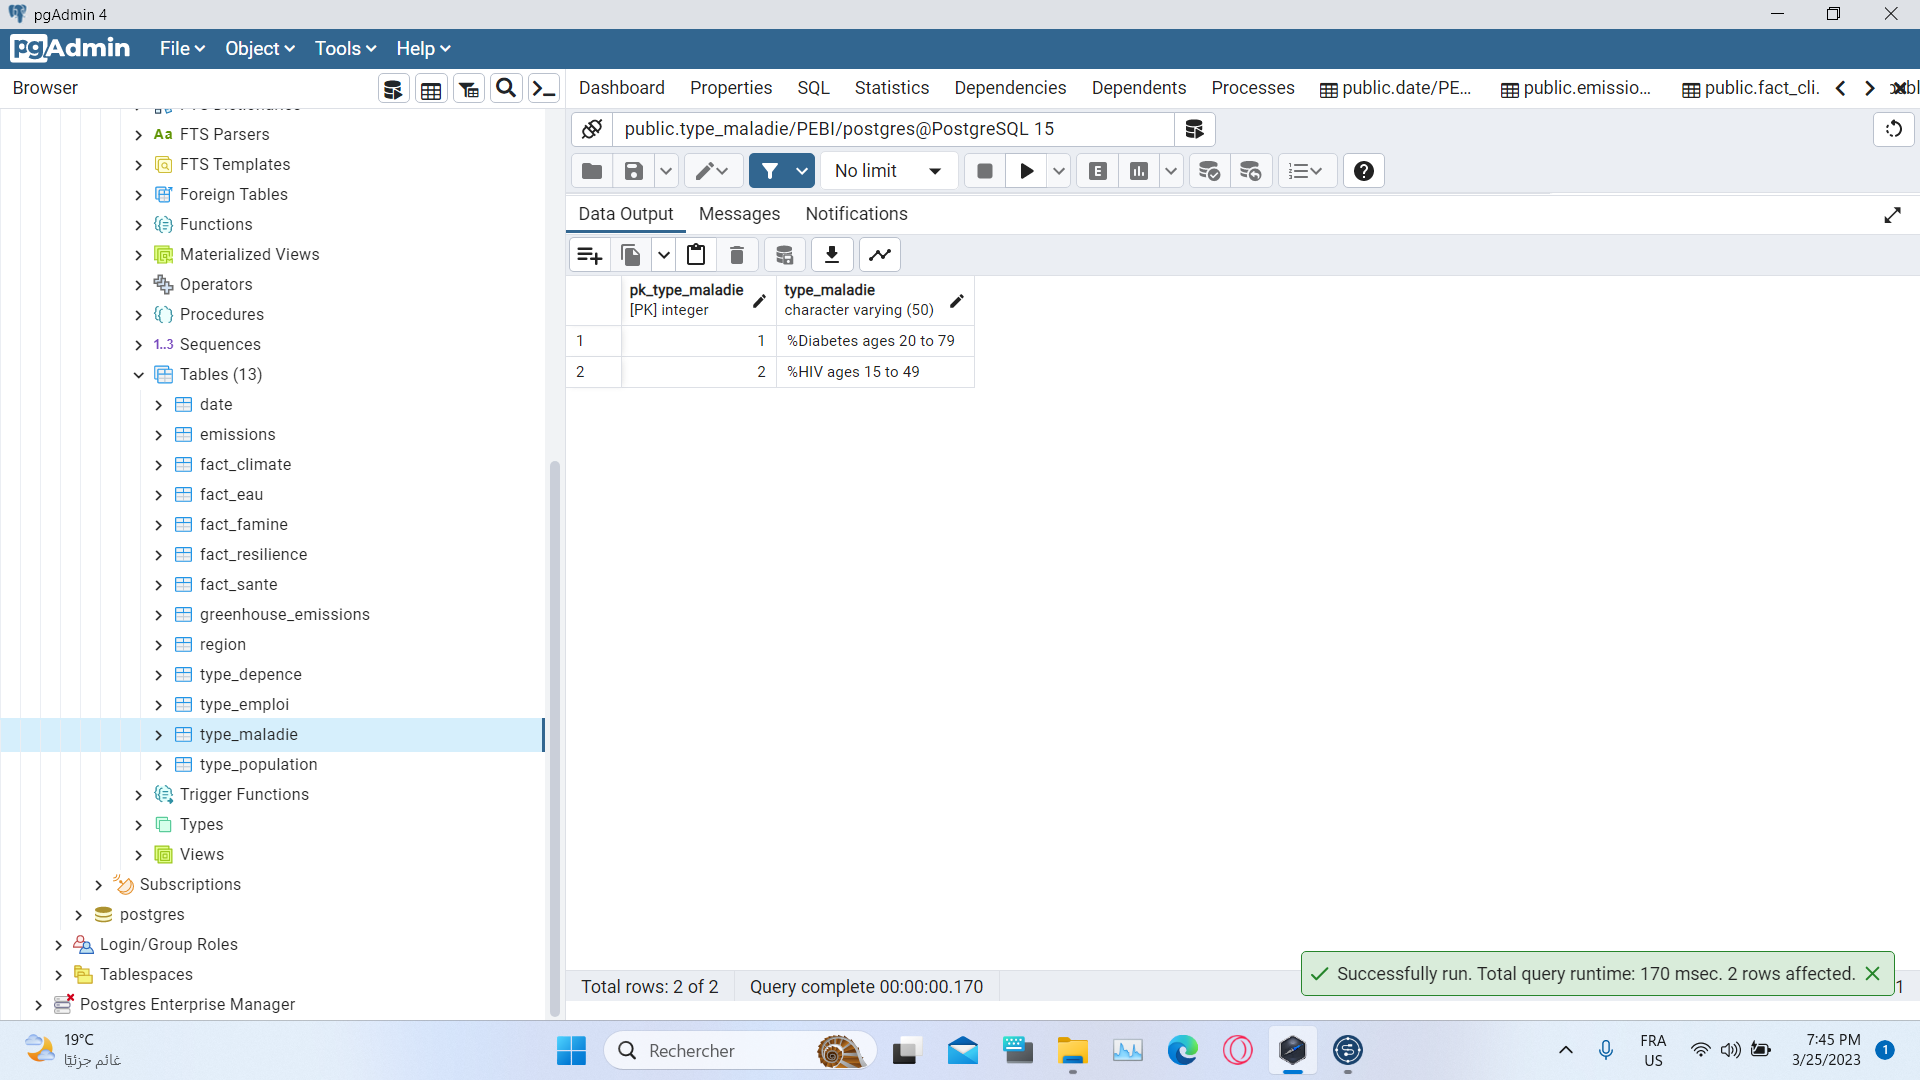 pgAdmin 4
pgAdmin File Object Tools Help
Browser
Dashboard Properties SQL Statistics Dependencies Dependents Processes public.date/PE... public.emissio... public.fact_cli.
public.type_maladie/PEBI/postgres@PostgreSQL 15
No limit
E
Data Output Messages Notifications
pk_type_maladie
[PK] integer
type_maladie
character varying (50)
1 1 %Diabetes ages 20 to 79
2 2 %HIV ages 15 to 49
Aa FTS Parsers
FTS Templates
Foreign Tables
Functions
Materialized Views
Operators
Procedures
1..3 Sequences
Tables (13)
date
emissions
fact_climate
fact_eau
fact_famine
fact_resilience
fact_sante
greenhouse_emissions
region
type_depence
type_emploi
type_maladie
type_population
Trigger Functions
Types
Views
Subscriptions
postgres
Login/Group Roles
Tablespaces
Postgres Enterprise Manager
Total rows: 2 of 2 Query complete 00:00:00.170
Successfully run. Total query runtime: 170 msec. 2 rows affected.
1
19°C
غائم جزئيًا
Rechercher
FRA
US
7:45 PM
3/25/2023
1